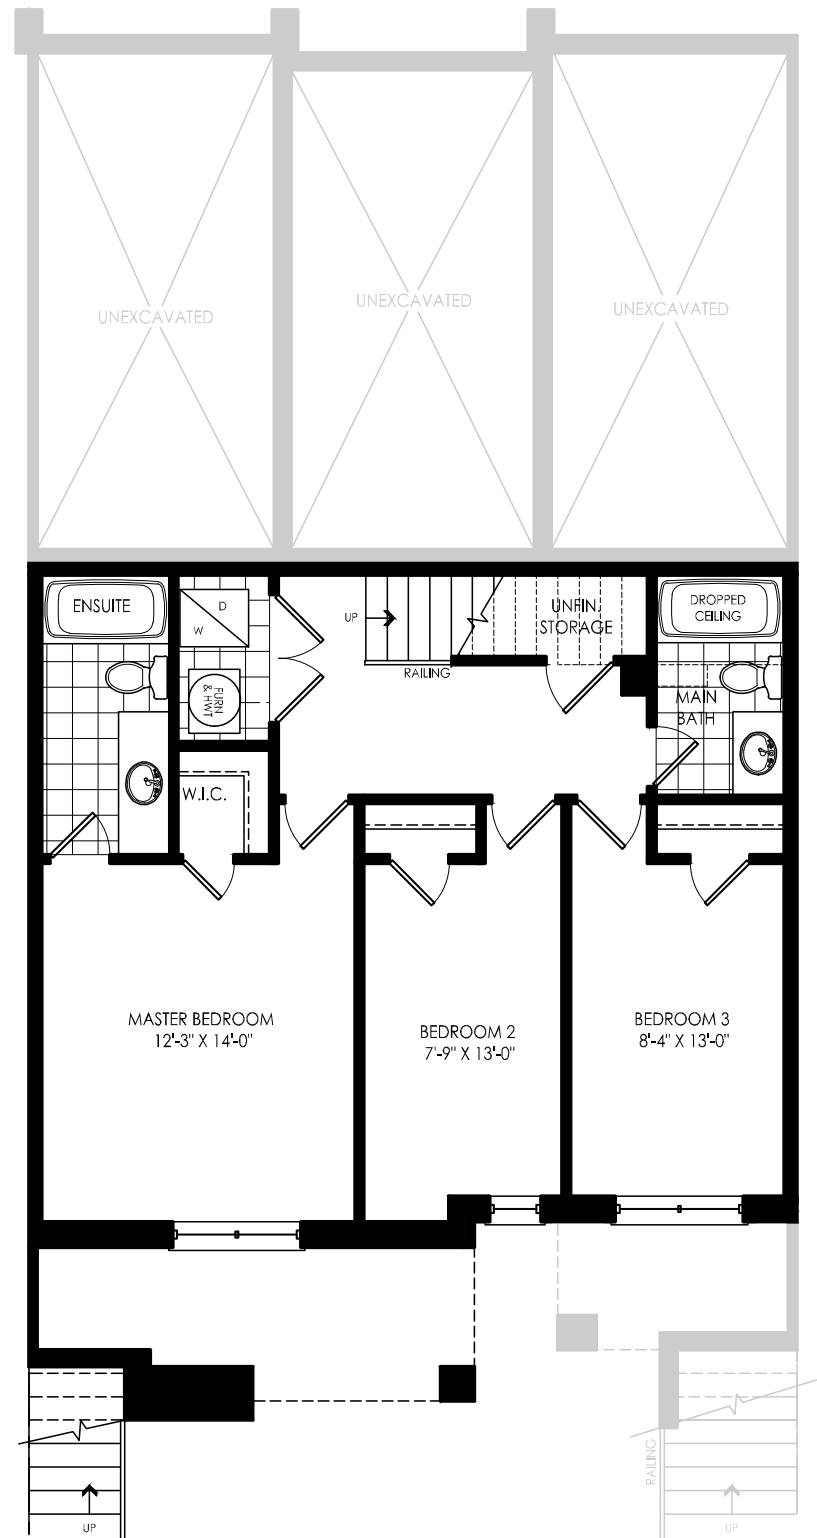 UNEXCAVATED
UNEXCAVATED
UNEXCAVATED
ENSUITE
D
W
FURN
& HWT
UP
RAILING
UNFIN.
STORAGE
DROPPED
CEILING
MAIN
BATH
W.I.C.
MASTER BEDROOM
12'-3" X 14'-0"
BEDROOM 2
7'-9" X 13'-0"
BEDROOM 3
8'-4" X 13'-0"
RAILING
UP
UP